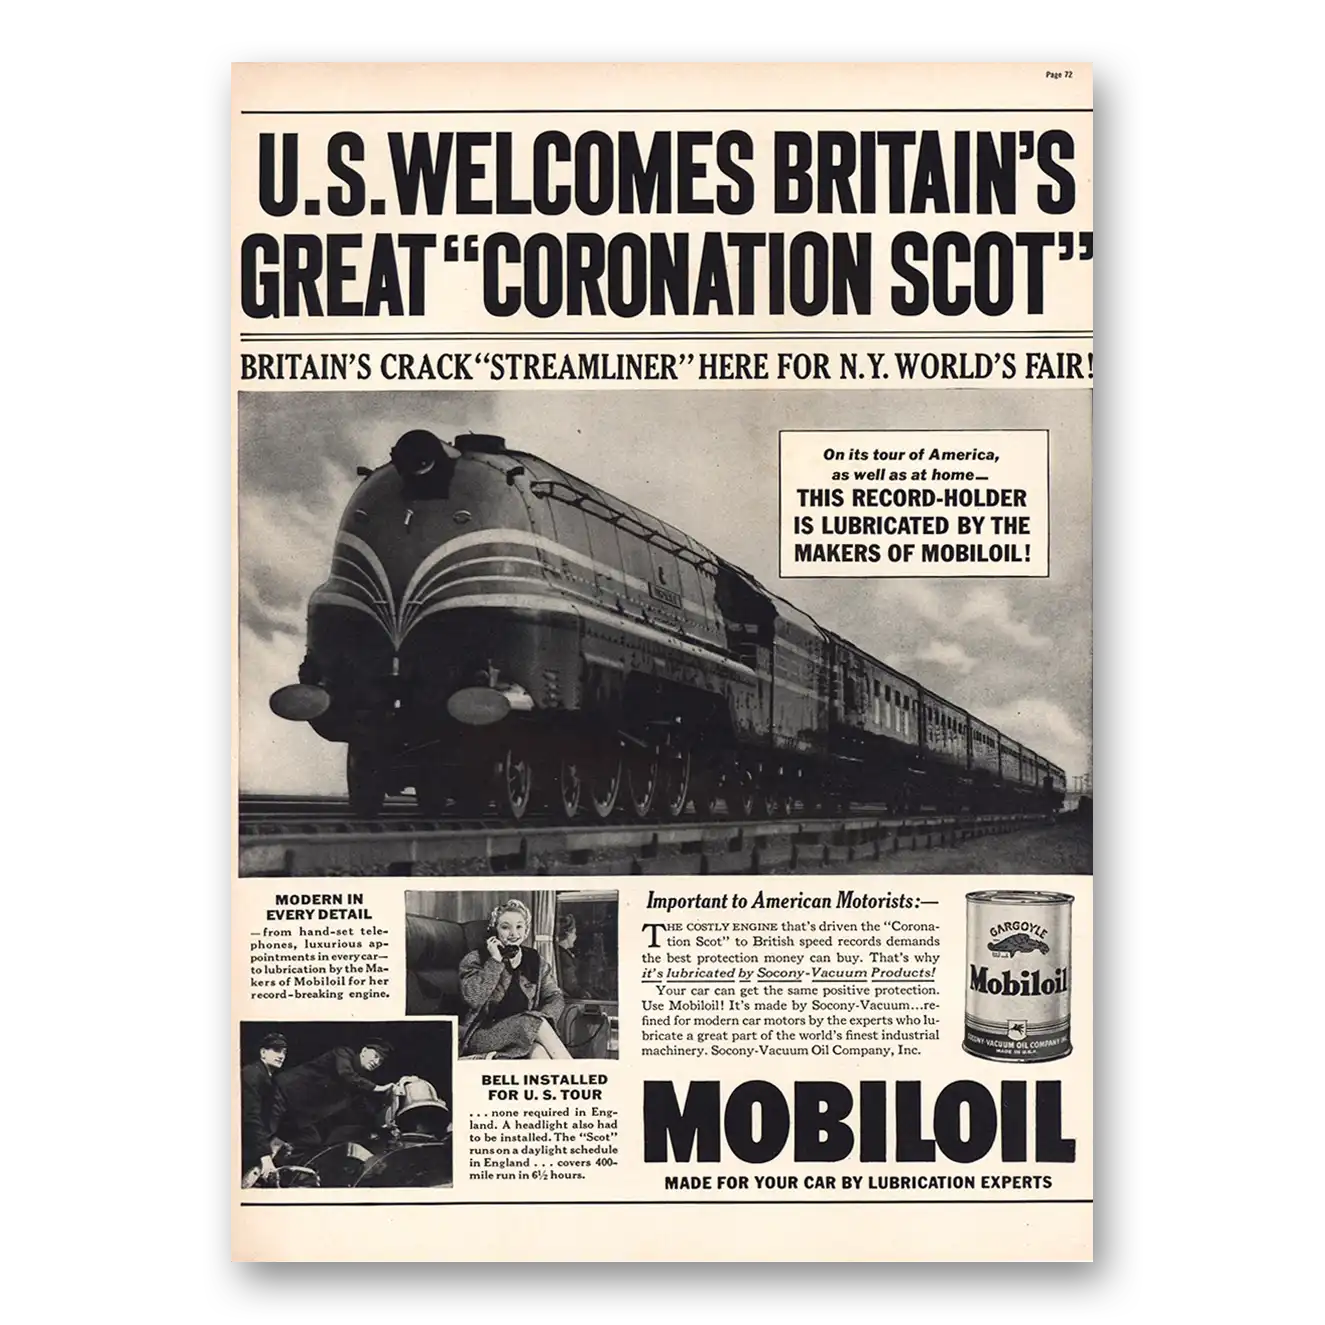 Page 72
U.S. WELCOMES BRITAIN'S
GREAT "CORONATION SCOT"
BRITAIN'S CRACK "STREAMLINER" HERE FOR N.Y. WORLD'S FAIR!
On its tour of America,
as well as at home—
THIS RECORD-HOLDER
IS LUBRICATED BY THE
MAKERS OF MOBILOIL!
MODERN IN
EVERY DETAIL
—from hand-set tele-
phones, luxurious ap-
pointments in every car—
to lubrication by the Ma-
kers of Mobiloil for her
record-breaking engine.
BELL INSTALLED
FOR U. S. TOUR
. . . none required in Eng-
land. A headlight also had
to be installed. The "Scot"
runs on a daylight schedule
in England . . . covers 400-
mile run in 6½ hours.
Important to American Motorists:—
THE COSTLY ENGINE that's driven the "Corona-
tion Scot" to British speed records demands
the best protection money can buy. That's why
it's lubricated by Socony-Vacuum Products!
Your car can get the same positive protection.
Use Mobiloil! It's made by Socony-Vacuum...re-
fined for modern car motors by the experts who lu-
bricate a great part of the world's finest industrial
machinery. Socony-Vacuum Oil Company, Inc.
GARGOYLE
Mobiloil
SOCONY-VACUUM OIL COMPANY INC.
MADE IN U.S.A.
MOBILOIL
MADE FOR YOUR CAR BY LUBRICATION EXPERTS